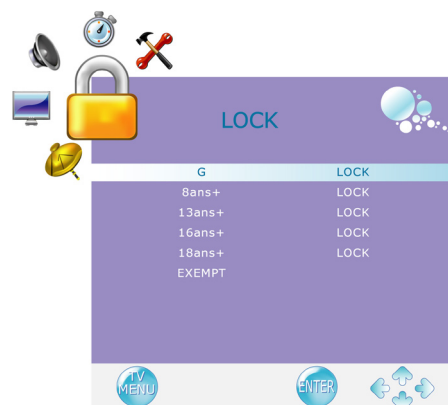 LOCK
G LOCK
8ans+ LOCK
13ans+ LOCK
16ans+ LOCK
18ans+ LOCK
EXEMPT
TV MENU ENTER